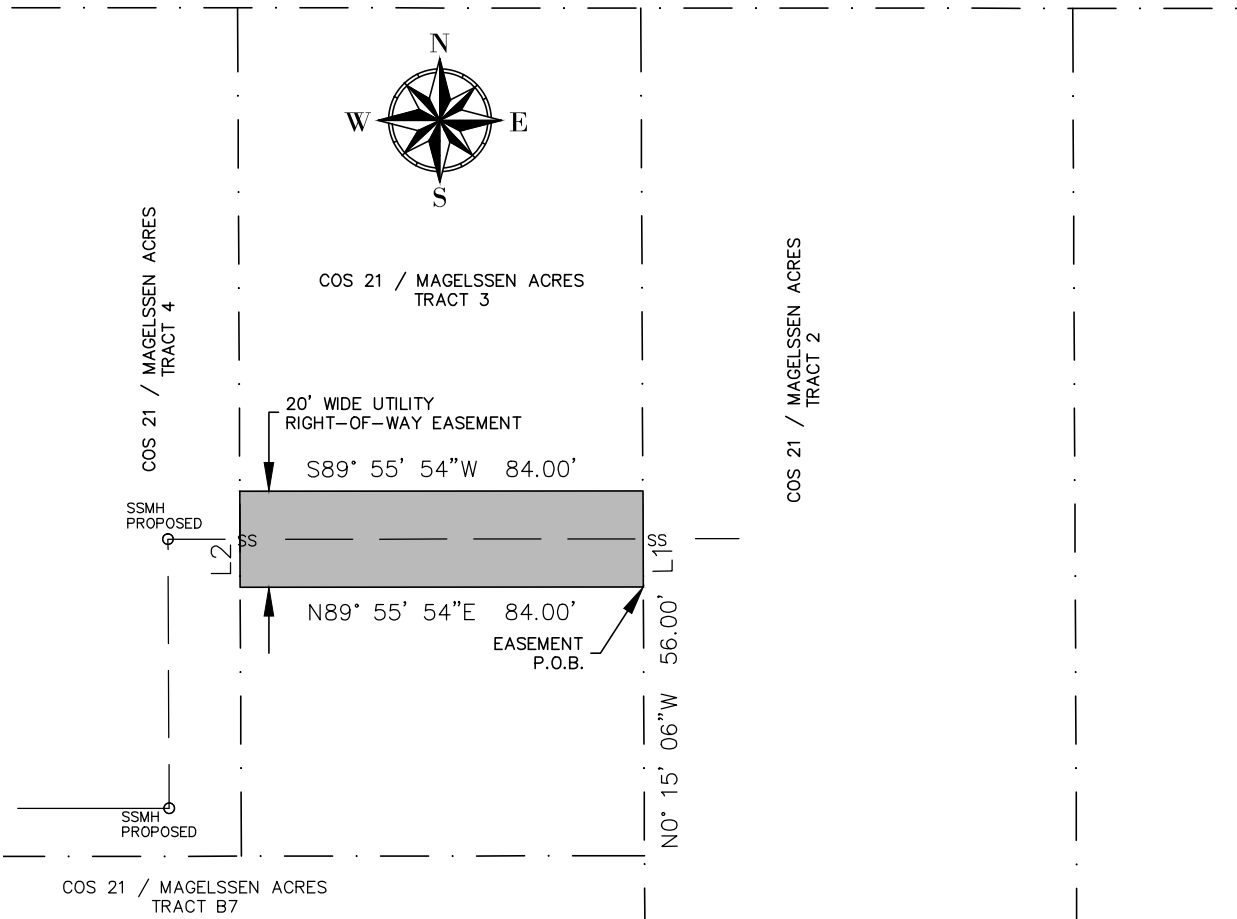 N
W
E
S
COS 21 / MAGELSSEN ACRES
TRACT 4
COS 21 / MAGELSSEN ACRES
TRACT 3
COS 21 / MAGELSSEN ACRES
TRACT 2
20' WIDE UTILITY
RIGHT-OF-WAY EASEMENT
S89° 55' 54"W 84.00'
SSMH
PROPOSED
L2
SS
SS
L1
N89° 55' 54"E 84.00'
EASEMENT
P.O.B.
N0° 15' 06"W 56.00'
SSMH
PROPOSED
COS 21 / MAGELSSEN ACRES
TRACT B7